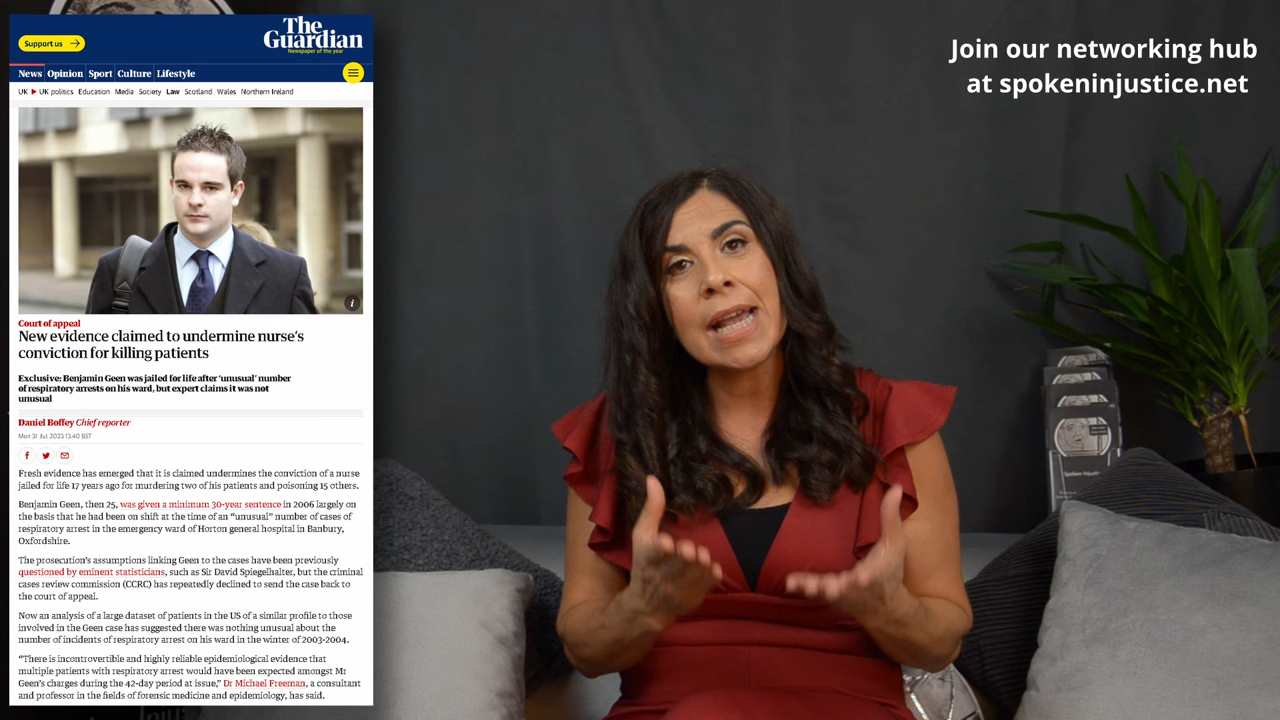 The
Guardian
Newspaper of the year
Support us
News Opinion Sport Culture Lifestyle
UK UK politics Education Media Society Law Scotland Wales Northern Ireland
i
Court of appeal
New evidence claimed to undermine nurse's
conviction for killing patients
Exclusive: Benjamin Geen was jailed for life after 'unusual' number
of respiratory arrests on his ward, but expert claims it was not
unusual
Daniel Boffey Chief reporter
Mon 31 Jul 2023 13.40 BST
Fresh evidence has emerged that it is claimed undermines the conviction of a nurse
jailed for life 17 years ago for murdering two of his patients and poisoning 15 others.
Benjamin Geen, then 25, was given a minimum 30-year sentence in 2006 largely on
the basis that he had been on shift at the time of an “unusual” number of cases of
respiratory arrest in the emergency ward of Horton general hospital in Banbury,
Oxfordshire.
The prosecution's assumptions linking Geen to the cases have been previously
questioned by eminent statisticians, such as Sir David Spiegelhalter, but the criminal
cases review commission (CCRC) has repeatedly declined to send the case back to
the court of appeal.
Now an analysis of a large dataset of patients in the US of a similar profile to those
involved in the Geen case has suggested there was nothing unusual about the
number of incidents of respiratory arrest on his ward in the winter of 2003-2004.
“There is incontrovertible and highly reliable epidemiological evidence that
multiple patients with respiratory arrest would have been expected amongst Mr
Geen's charges during the 42-day period at issue,” Dr Michael Freeman, a consultant
and professor in the fields of forensic medicine and epidemiology, has said.
Join our networking hub
at spokeninjustice.net
Spoken Injustice